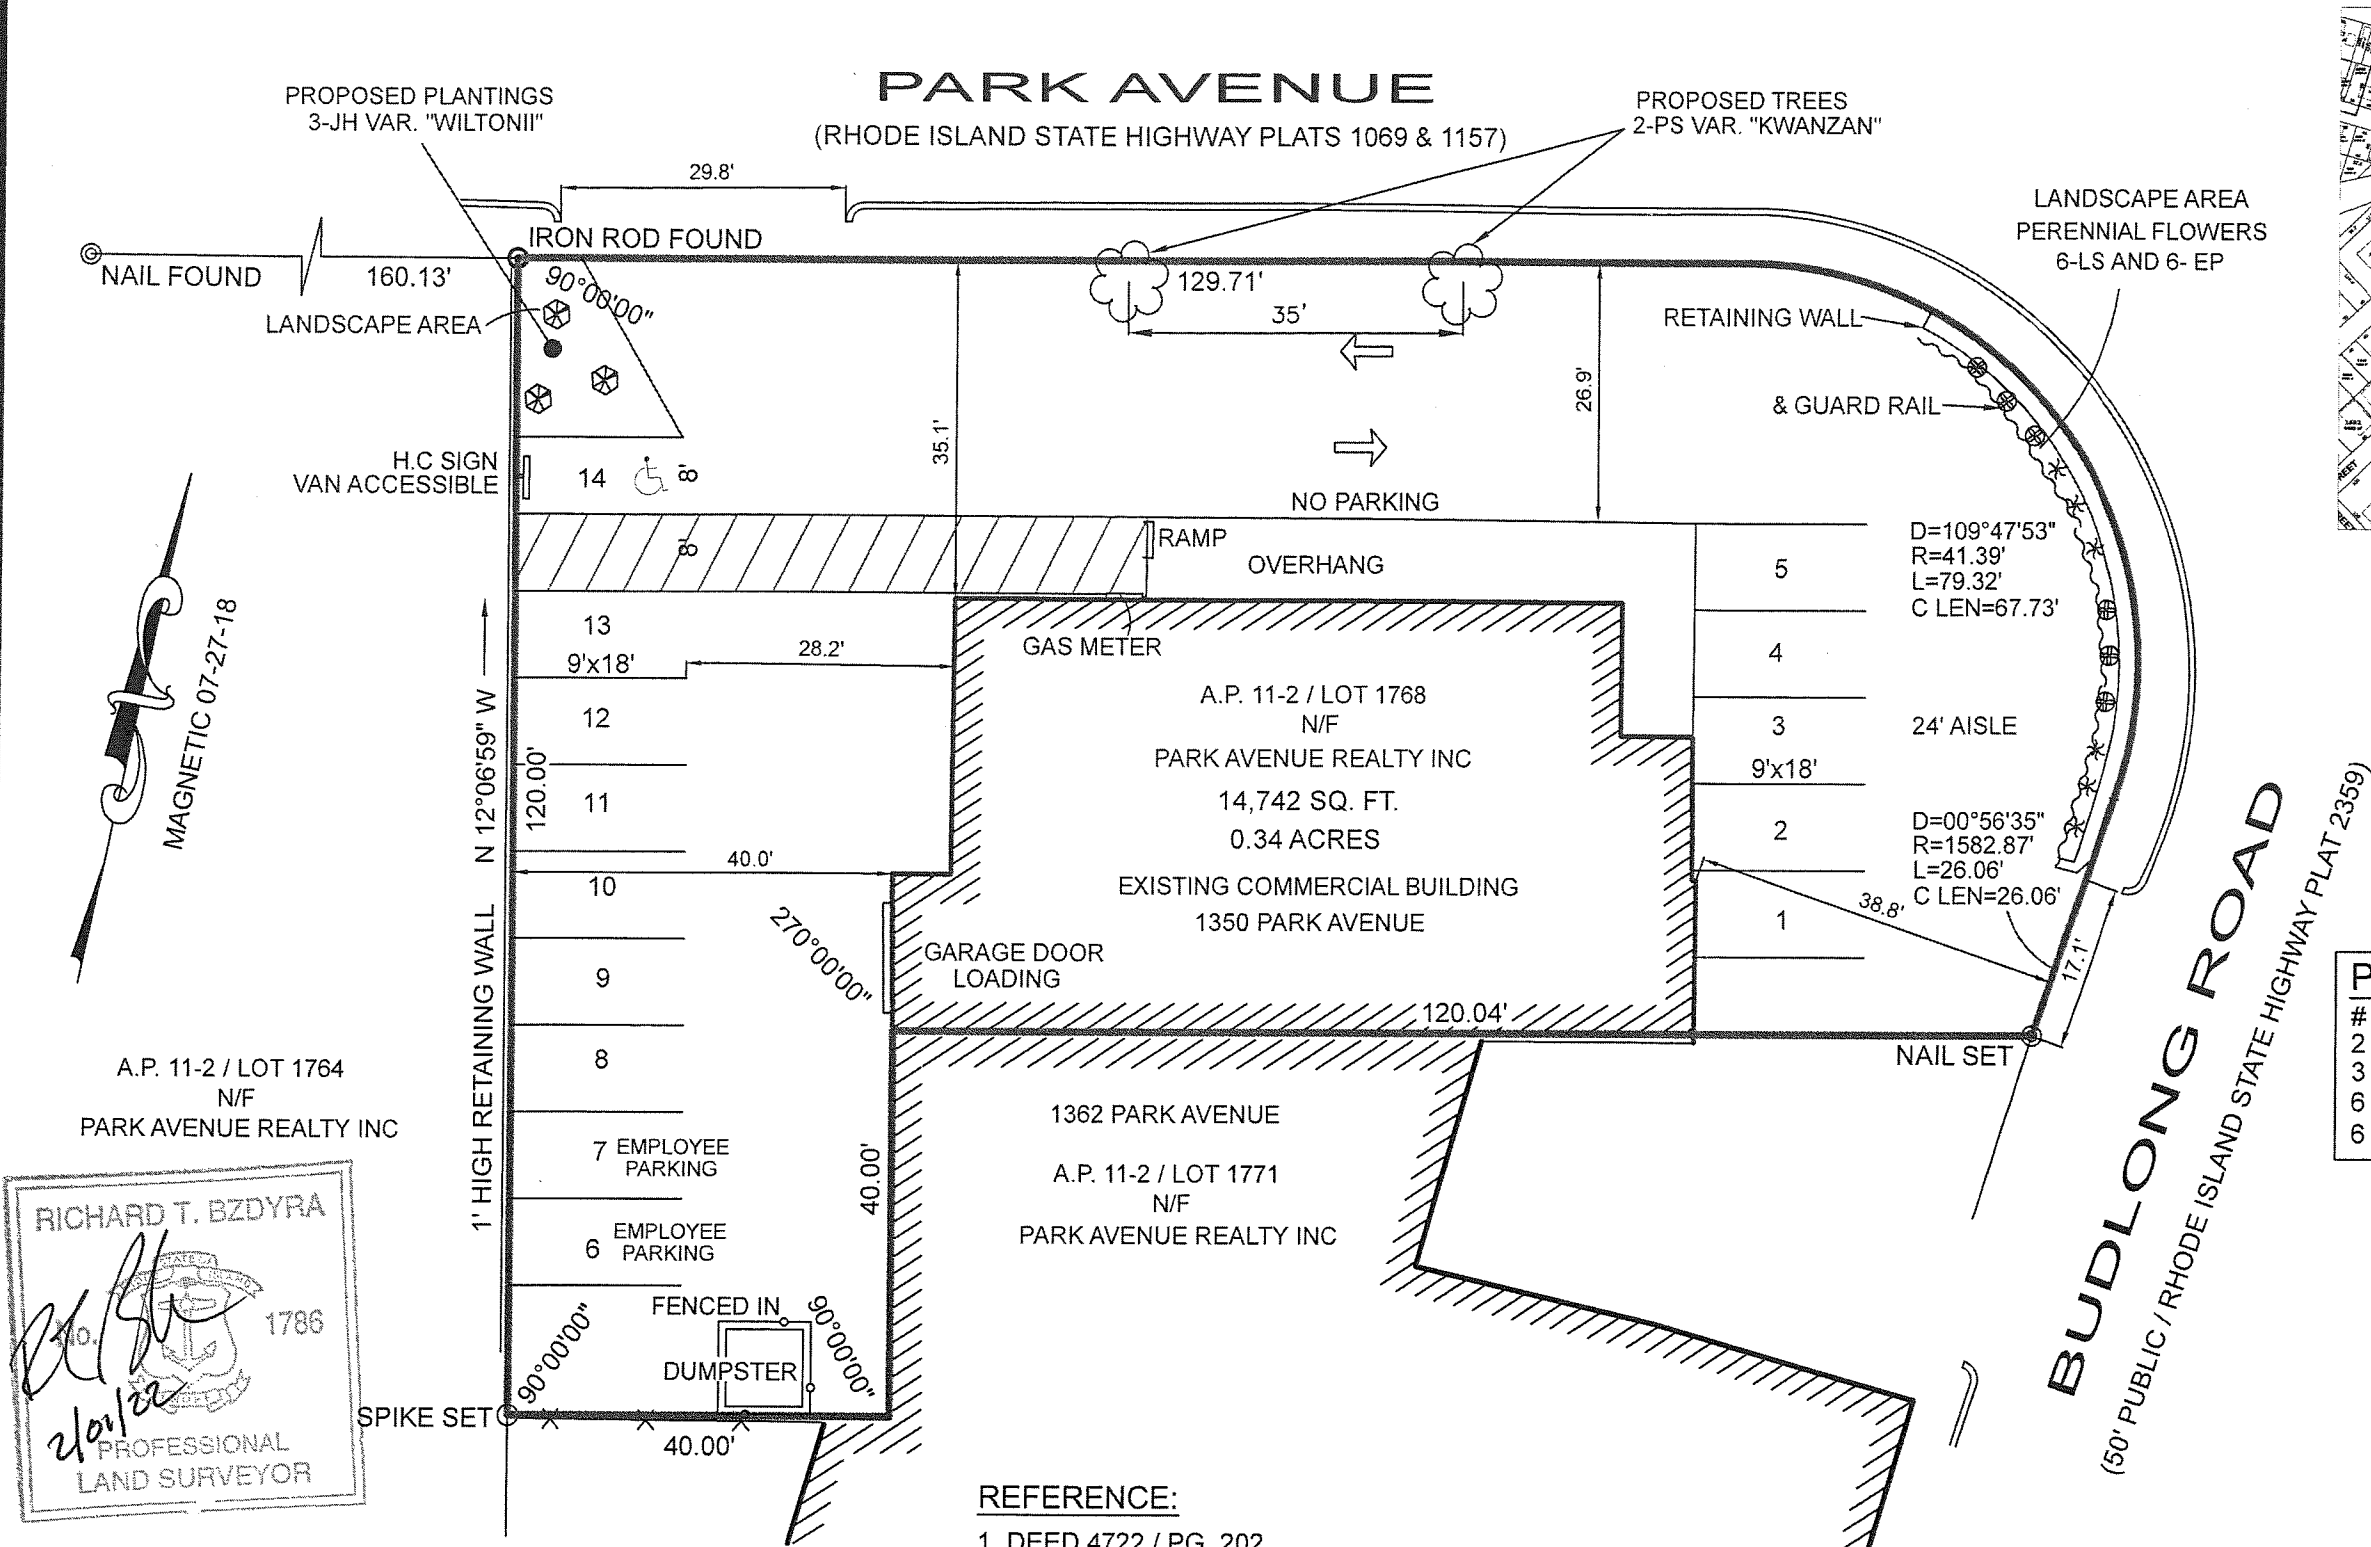 PARK AVENUE
(RHODE ISLAND STATE HIGHWAY PLATS 1069 & 1157)
PROPOSED PLANTINGS
3-JH VAR. "WILTONII"
PROPOSED TREES
2-PS VAR. "KWANZAN"
29.8'
LANDSCAPE AREA
PERENNIAL FLOWERS
6-LS AND 6- EP
IRON ROD FOUND
NAIL FOUND
160.13'
90°00'00"
129.71'
35'
LANDSCAPE AREA
RETAINING WALL
& GUARD RAIL
26.9'
35.1'
H.C SIGN
VAN ACCESSIBLE
14
8'
NO PARKING
8'
RAMP
OVERHANG
GAS METER
5
D=109°47'53"
R=41.39'
L=79.32'
C LEN=67.73'
13
9'x18'
28.2'
4
12
3
9'x18'
24' AISLE
11
2
D=00°56'35"
R=1582.87'
L=26.06'
C LEN=26.06'
10
40.0'
1
38.8'
17.1'
9
8
7 EMPLOYEE
PARKING
6 EMPLOYEE
PARKING
MAGNETIC 07-27-18
1' HIGH RETAINING WALL N 12°06'59" W
120.00'
A.P. 11-2 / LOT 1768
N/F
PARK AVENUE REALTY INC
14,742 SQ. FT.
0.34 ACRES
EXISTING COMMERCIAL BUILDING
1350 PARK AVENUE
270°00'00"
GARAGE DOOR
LOADING
120.04'
NAIL SET
A.P. 11-2 / LOT 1764
N/F
PARK AVENUE REALTY INC
1362 PARK AVENUE
A.P. 11-2 / LOT 1771
N/F
PARK AVENUE REALTY INC
40.00'
FENCED IN
DUMPSTER
90°00'00"
90°00'00"
SPIKE SET
40.00'
BUDLONG ROAD
(50' PUBLIC / RHODE ISLAND STATE HIGHWAY PLAT 2359)
P
#
2
3
6
6
RICHARD T. BZDYRA
No. 1786
PROFESSIONAL
LAND SURVEYOR
REFERENCE:
1. DEED 4722 / PG. 202